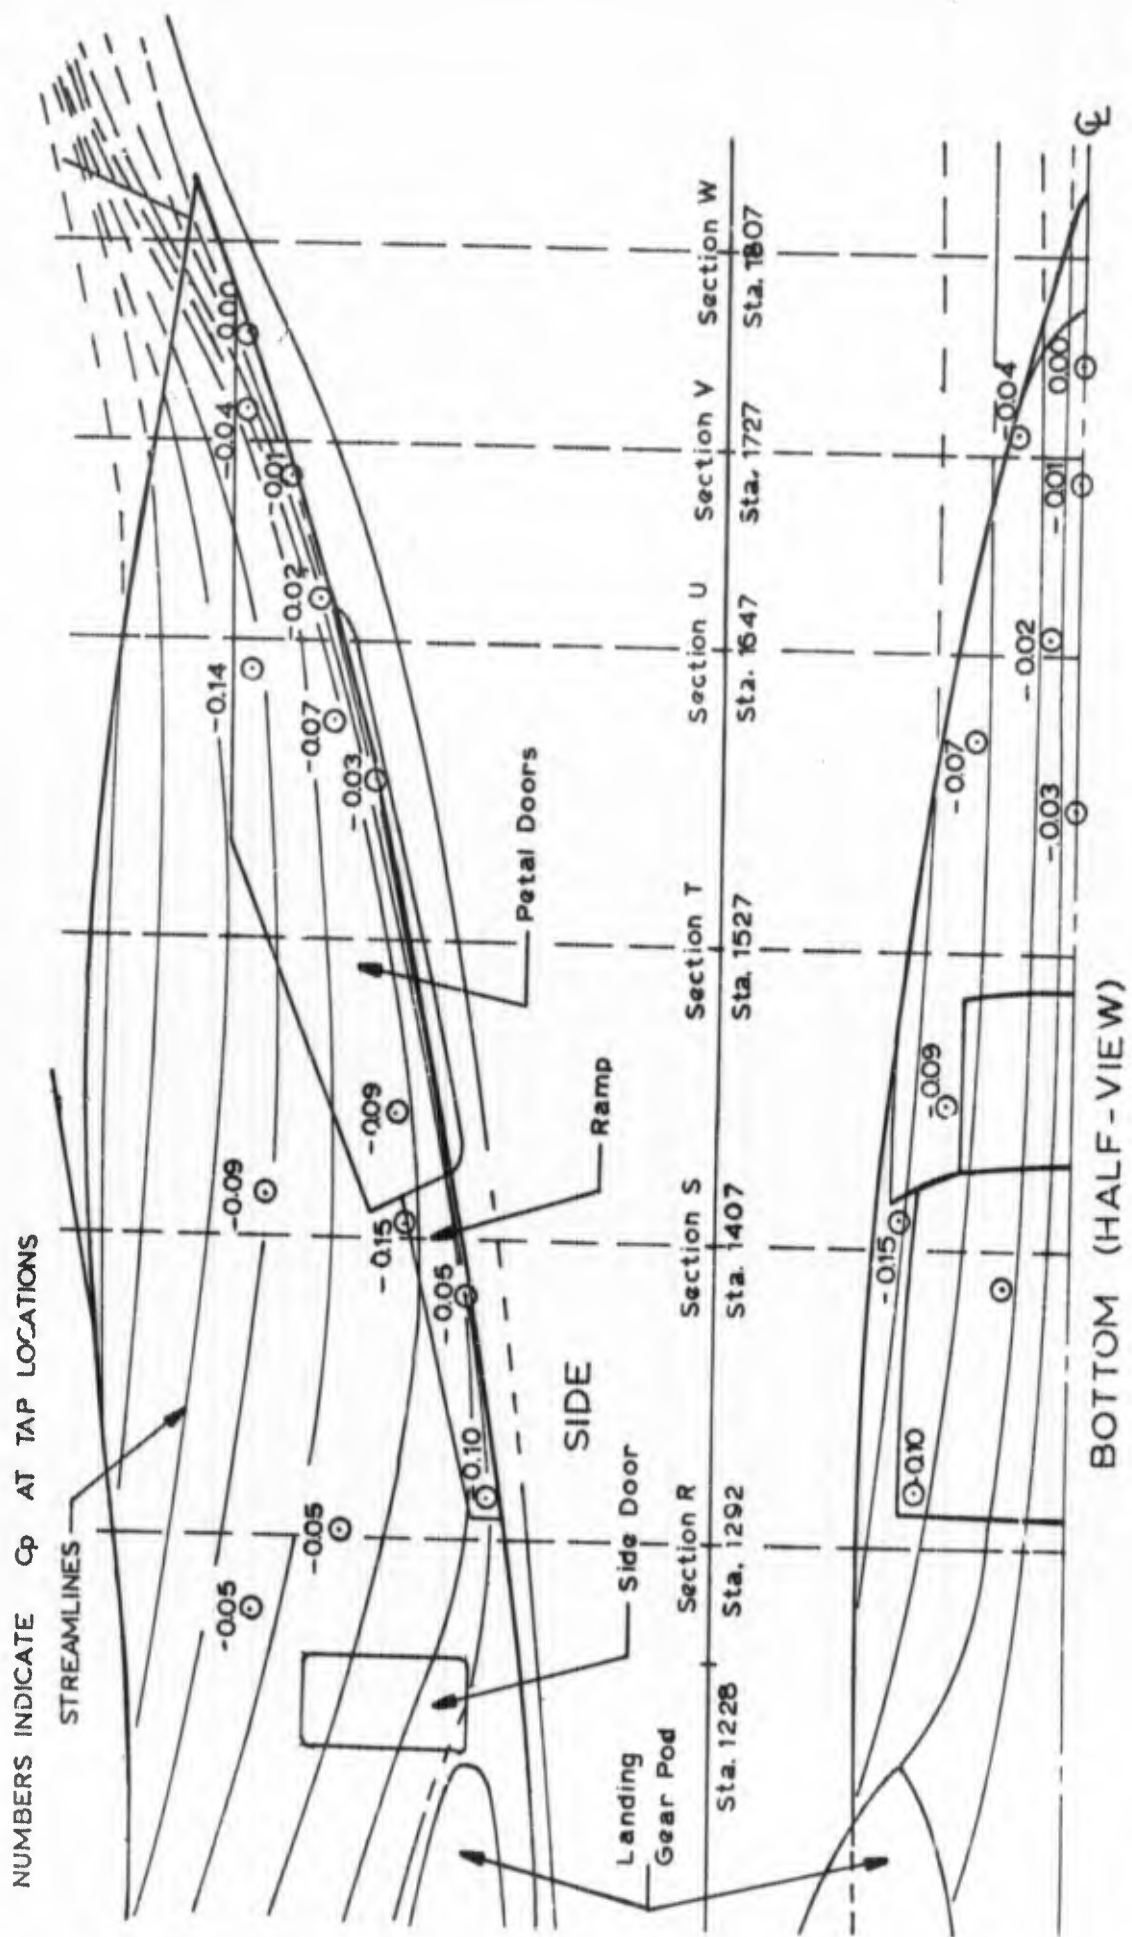 NUMBERS INDICATE Cp AT TAP LOCATIONS
STREAMLINES
-0.05
-0.05
-0.10
-0.05
-0.15
-0.09
-0.09
-0.03
-0.07
-0.14
-0.02
-0.01
-0.04
0.00
Petal Doors
Ramp
SIDE
Side Door
Landing
Gear Pod
Section R
Section S
Section T
Section U
Section V
Section W
Sta. 1228
Sta. 1292
Sta. 1407
Sta. 1527
Sta. 1647
Sta. 1727
Sta. 1807
-0.10
-0.15
-0.09
-0.03
-0.07
-0.02
-0.01
-0.04
0.00
℄
BOTTOM (HALF-VIEW)